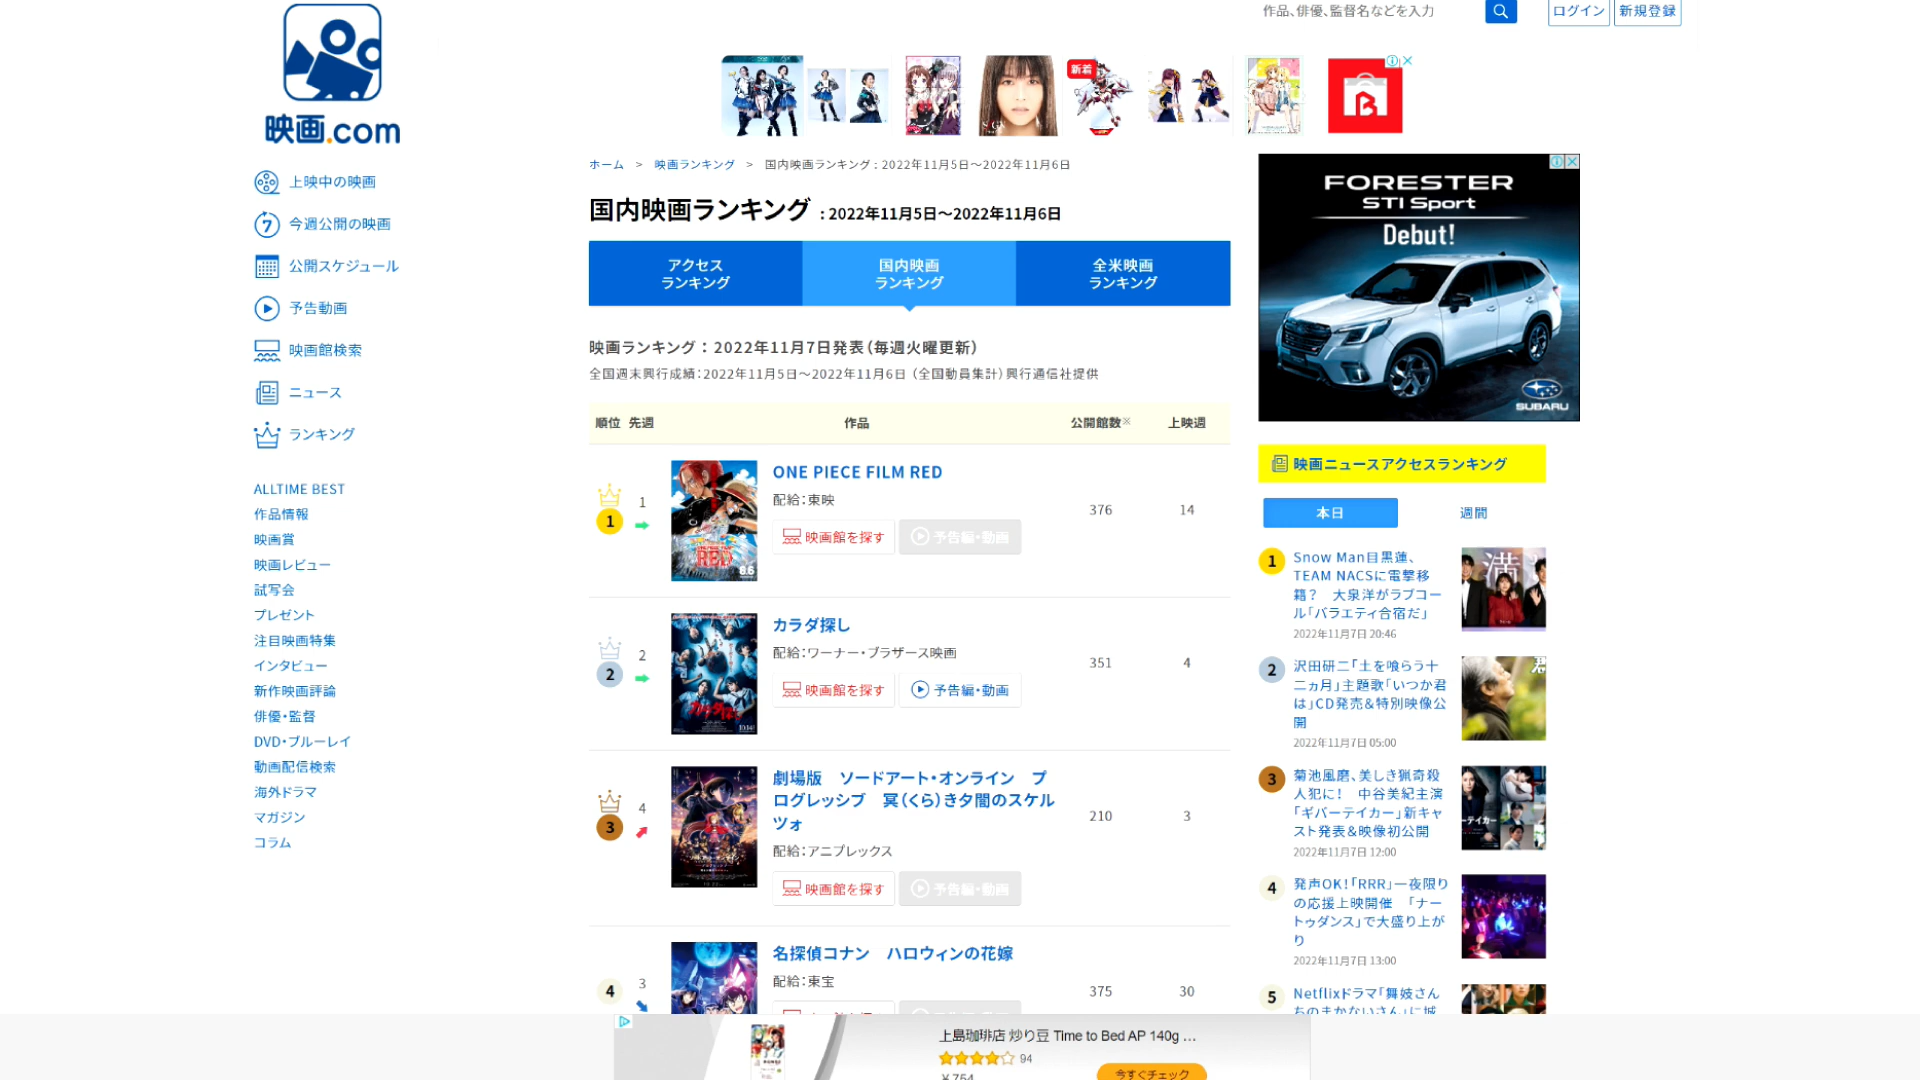 作品、俳優、監督名などを入力
ログイン
新規登録
映画.com
新着
上映中の映画
今週公開の映画
公開スケジュール
予告動画
映画館検索
ニュース
ランキング
ALLTIME BEST
作品情報
映画賞
映画レビュー
試写会
プレゼント
注目映画特集
インタビュー
新作映画評論
俳優・監督
DVD・ブルーレイ
動画配信検索
海外ドラマ
マガジン
コラム
ホーム > 映画ランキング > 国内映画ランキング : 2022年11月5日～2022年11月6日
国内映画ランキング : 2022年11月5日～2022年11月6日
アクセス
ランキング
国内映画
ランキング
全米映画
ランキング
映画ランキング : 2022年11月7日発表（毎週火曜更新）
全国週末興行成績：2022年11月5日～2022年11月6日 （全国動員集計）興行通信社提供
順位 先週 作品 公開館数※ 上映週
1 1 ONE PIECE FILM RED 376 14
配給：東映
映画館を探す 予告編・動画
2 2 カラダ探し 351 4
配給：ワーナー・ブラザース映画
映画館を探す 予告編・動画
3 4 劇場版 ソードアート・オンライン プ
ログレッシブ 冥（くら）き夕闇のスケル
ツォ
210 3
配給：アニプレックス
映画館を探す 予告編・動画
4 3 名探偵コナン ハロウィンの花嫁 375 30
配給：東宝
FORESTER
STI Sport
Debut!
SUBARU
映画ニュースアクセスランキング
本日 週間
1 Snow Man目黒蓮、
TEAM NACSに電撃移
籍？ 大泉洋がラブコー
ル「バラエティ合宿だ」
2022年11月7日 20:46
2 沢田研二「土を喰らう十
二ヵ月」主題歌「いつか君
は」CD発売＆特別映像公
開
2022年11月7日 05:00
3 菊池風磨、美しき猟奇殺
人犯に！ 中谷美紀主演
「ギバーテイカー」新キャ
スト発表＆映像初公開
2022年11月7日 12:00
4 発声OK！「RRR」一夜限り
の応援上映開催 「ナー
トゥダンス」で大盛り上が
り
2022年11月7日 13:00
5 Netflixドラマ「舞妓さん
ちのまかないさん」に城
上島珈琲店 炒り豆 Time to Bed AP 140g ...
94
￥754
今すぐチェック